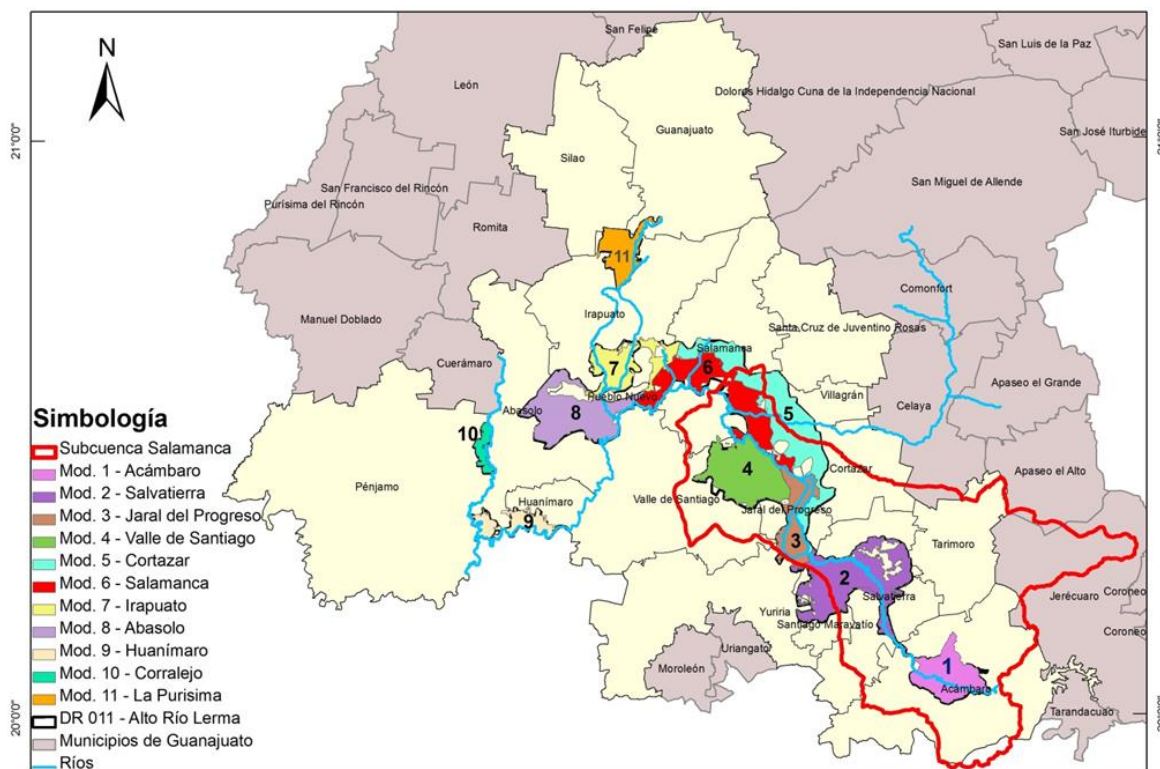 N
San Felipe
San Luis de la Paz
León
Dolores Hidalgo Cuna de la Independencia Nacional
Guanajuato
San José Iturbide
21°0'0"
Silao
San Miguel de Allende
San Francisco del Rincón
Purísima del Rincón
Romita
11
Comonfort
Manuel Doblado
Irapuato
Santa Cruz de Juventino Rosas
Salamanca
Cuerámaro
7
6
Apaseo el Grande
Pueblo Nuevo
Villagrán
Celaya
Abasolo
8
5
10
4
Cortazar
Apaseo el Alto
Pénjamo
Huanímaro
Valle de Santiago
Jaral del Progreso
9
3
Tarimoro
2
Salvatierra
Jerécuaro
Coroneo
Yuriria
Santiago Maravatío
Coroneo
Uriangato
Moroleón
1
Acámbaro
Tarandacuao
20°0'0"
Simbología
Subcuenca Salamanca
Mod. 1 - Acámbaro
Mod. 2 - Salvatierra
Mod. 3 - Jaral del Progreso
Mod. 4 - Valle de Santiago
Mod. 5 - Cortazar
Mod. 6 - Salamanca
Mod. 7 - Irapuato
Mod. 8 - Abasolo
Mod. 9 - Huanímaro
Mod. 10 - Corralejo
Mod. 11 - La Purisima
DR 011 - Alto Río Lerma
Municipios de Guanajuato
Ríos